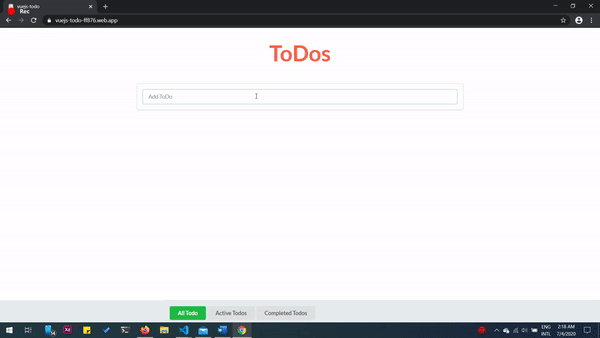 vuejs-todo
Rec
vuejs-todo-ff876.web.app
ToDos
Add ToDo
All Todo
Active Todos
Completed Todos
ENG
INTL
2:18 AM
7/4/2020